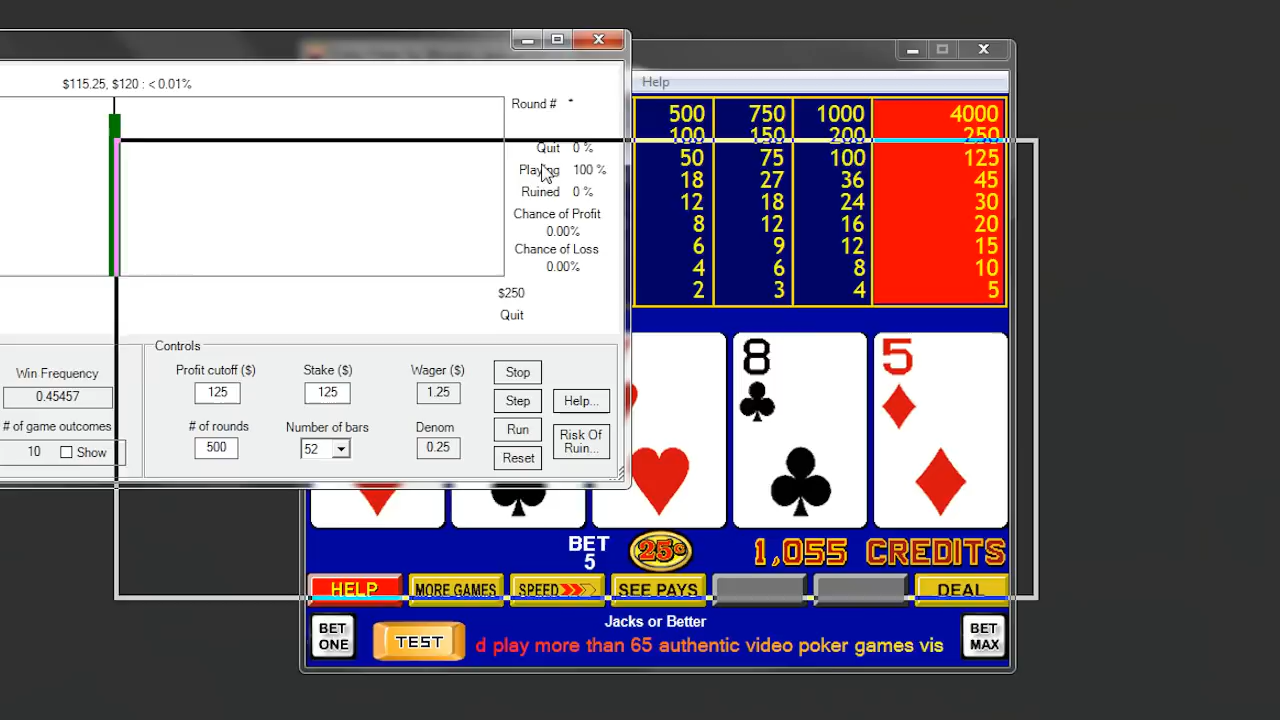 $115.25, $120 : < 0.01%
Round # *
Quit 0 %
Playing 100 %
Ruined 0 %
Chance of Profit
0.00%
Chance of Loss
0.00%
$250
Quit
Win Frequency
0.45457
# of game outcomes
10 Show
Controls
Profit cutoff ($)
125
Stake ($)
125
Wager ($)
1.25
# of rounds
500
Number of bars
52
Denom
0.25
Stop
Step
Run
Reset
Help...
Risk Of
Ruin...
Help
500 750 1000 4000
100 150 200 250
50 75 100 125
18 27 36 45
12 18 24 30
8 12 16 20
6 9 12 15
4 6 8 10
2 3 4 5
8 5
BET
5
25¢
1,055 CREDITS
HELP MORE GAMES SPEED SEE PAYS DEAL
BET
ONE
TEST
Jacks or Better
d play more than 65 authentic video poker games vis
BET
MAX